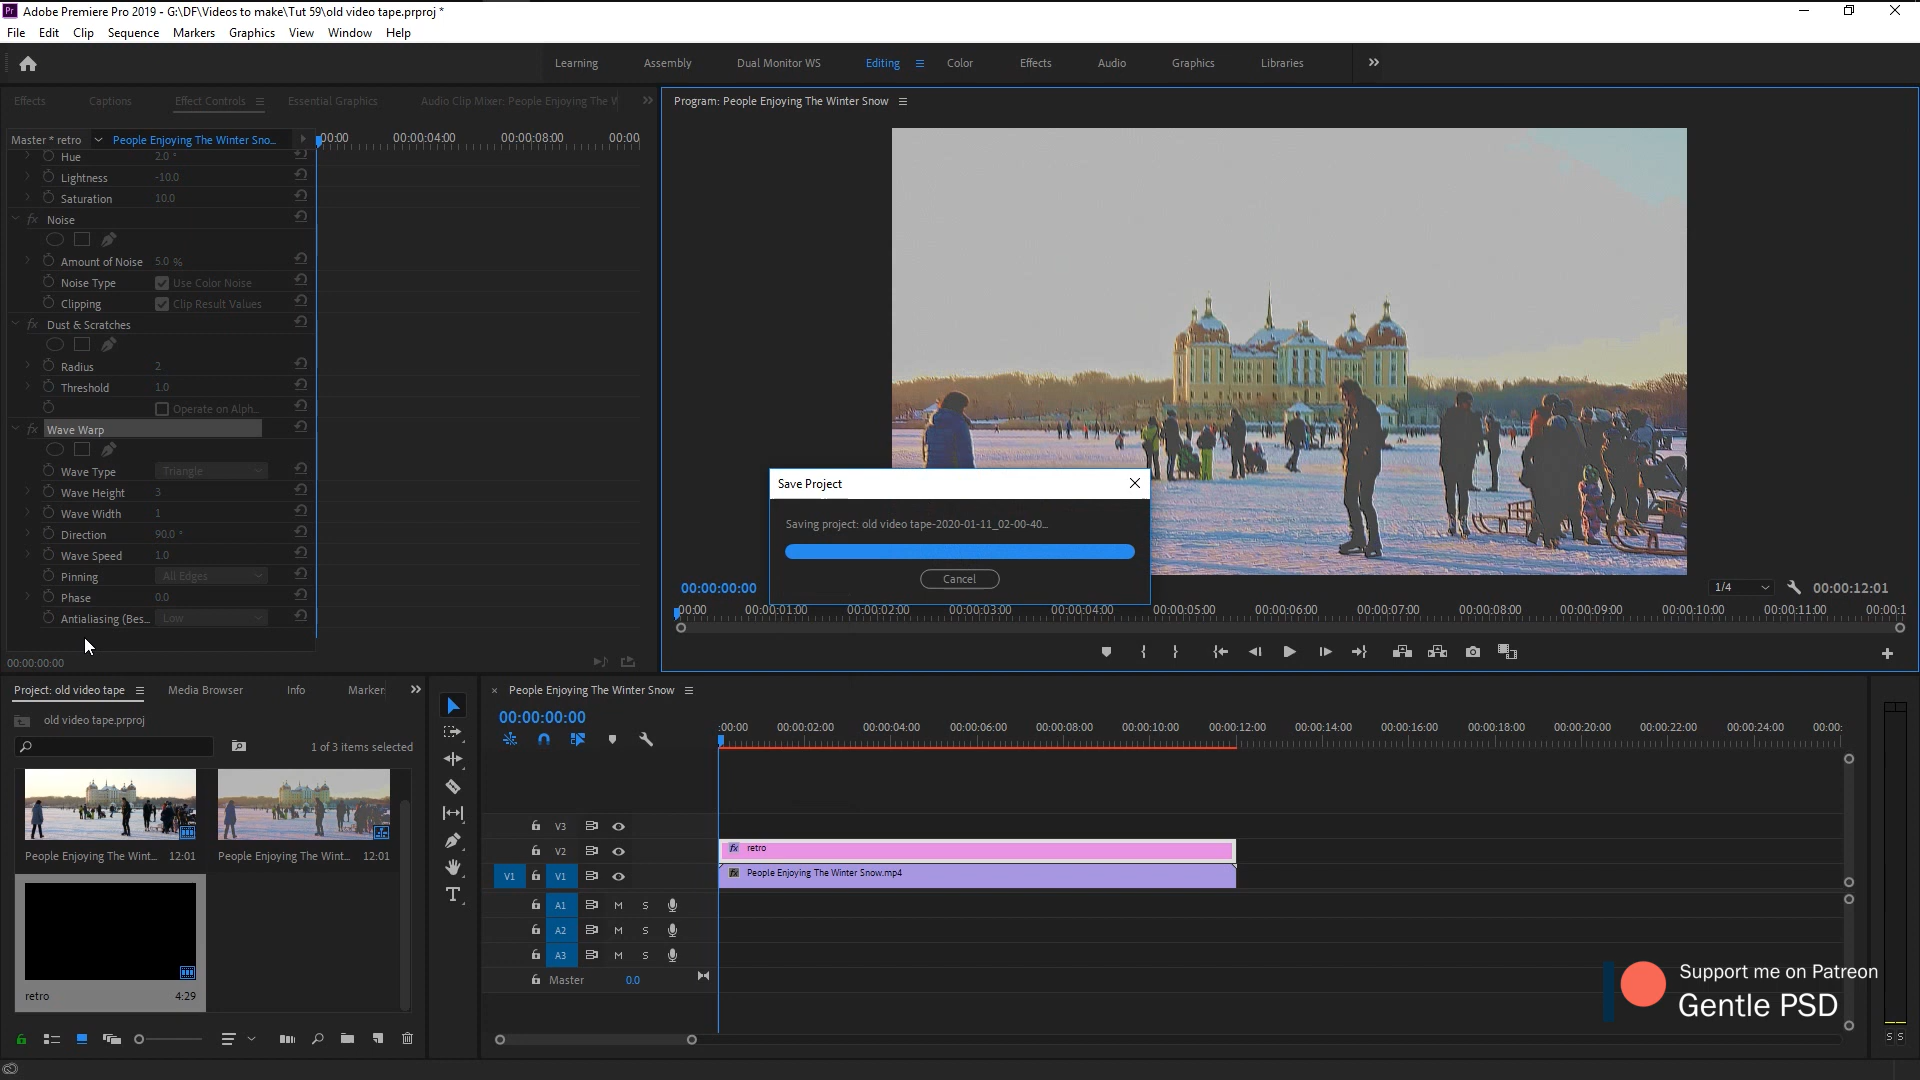 Adobe Premiere Pro 2019 - G:\DF\Videos to make\Tut 59\old video tape.prproj *
File Edit Clip Sequence Markers Graphics View Window Help
Learning Assembly Dual Monitor WS Editing Color Effects Audio Graphics Libraries
Effects Captions Effect Controls Essential Graphics Audio Clip Mixer: People Enjoying The W
Program: People Enjoying The Winter Snow
Master * retro People Enjoying The Winter Sno...
:00:00 00:00:04:00 00:00:08:00 00:00
Hue 2.0 °
Lightness -10.0
Saturation 10.0
fx Noise
Amount of Noise 5.0 %
Noise Type Use Color Noise
Clipping Clip Result Values
fx Dust & Scratches
Radius 2
Threshold 1.0
Operate on Alph...
fx Wave Warp
Wave Type Triangle
Wave Height 3
Wave Width 1
Direction 90.0 °
Wave Speed 1.0
Pinning All Edges
Phase 0.0
Antialiasing (Bes... Low
00:00:00:00
Save Project
Saving project: old video tape-2020-01-11_02-00-40...
Cancel
00:00:00:00 1/4 00:00:12:01
:00:00 00:00:01:00 00:00:02:00 00:00:03:00 00:00:04:00 00:00:05:00 00:00:06:00 00:00:07:00 00:00:08:00 00:00:09:00 00:00:10:00 00:00:11:00 00:00:1
Project: old video tape Media Browser Info Marker
old video tape.prproj
1 of 3 items selected
People Enjoying The Wint... 12:01
People Enjoying The Wint... 12:01
retro 4:29
People Enjoying The Winter Snow
00:00:00:00
:00:00 00:00:02:00 00:00:04:00 00:00:06:00 00:00:08:00 00:00:10:00 00:00:12:00 00:00:14:00 00:00:16:00 00:00:18:00 00:00:20:00 00:00:22:00 00:00:24:00 00:00:
V3
V2
fx retro
V1 V1
fx People Enjoying The Winter Snow.mp4
A1 M S
A2 M S
A3 M S
Master 0.0
Support me on Patreon
Gentle PSD
S S